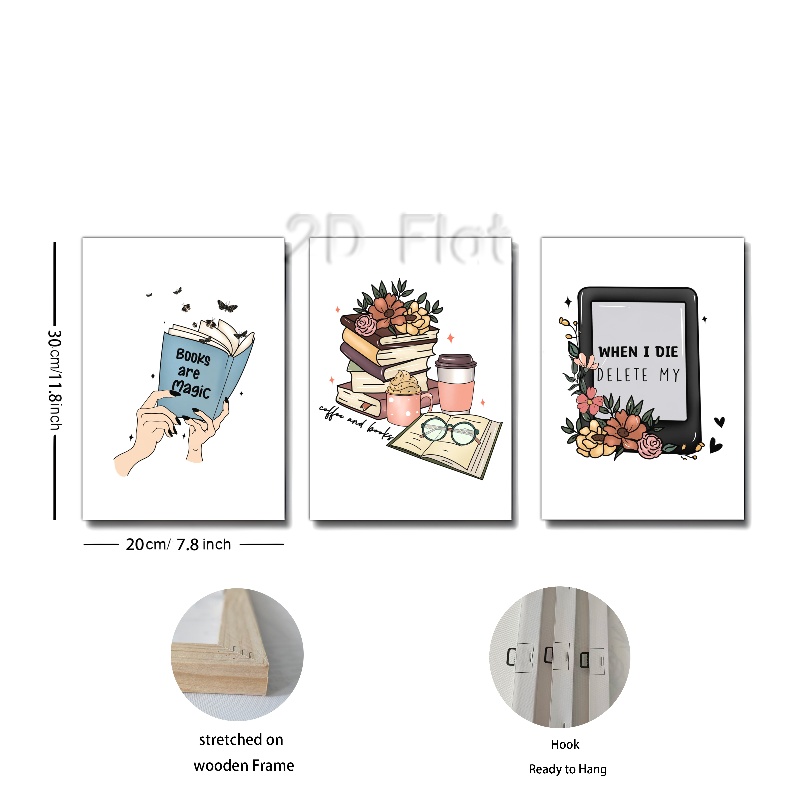 2D Flat
BOOKS
are
Magic
coffee and books
WHEN I DIE
DELETE MY
30cm/11.8inch
20cm/ 7.8 inch
stretched on
wooden Frame
Hook
Ready to Hang